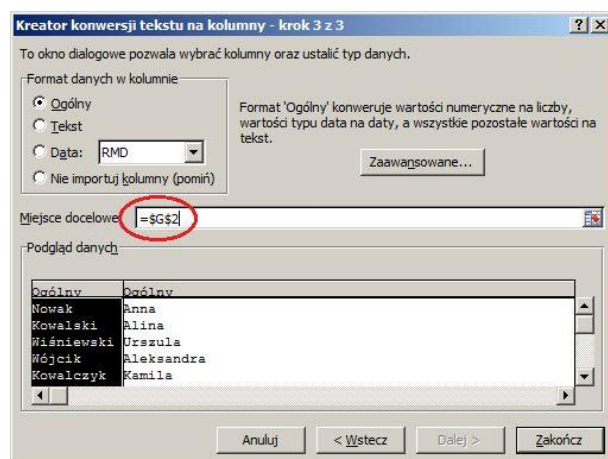 Kreator konwersji tekstu na kolumny - krok 3 z 3
To okno dialogowe pozwala wybrać kolumny oraz ustalić typ danych.
Format danych w kolumnie
Ogólny
Tekst
Data: RMD
Nie importuj kolumny (pomiń)
Format 'Ogólny' konweruje wartości numeryczne na liczby,
wartości typu data na daty, a wszystkie pozostałe wartości na
tekst.
Zaawansowane...
Miejsce docelowe =$G$2
Podgląd danych
Ogólny Ogólny
Nowak Anna
Kowalski Alina
Wiśniewski Urszula
Wójcik Aleksandra
Kowalczyk Kamila
Anuluj < Wstecz Dalej > Zakończ